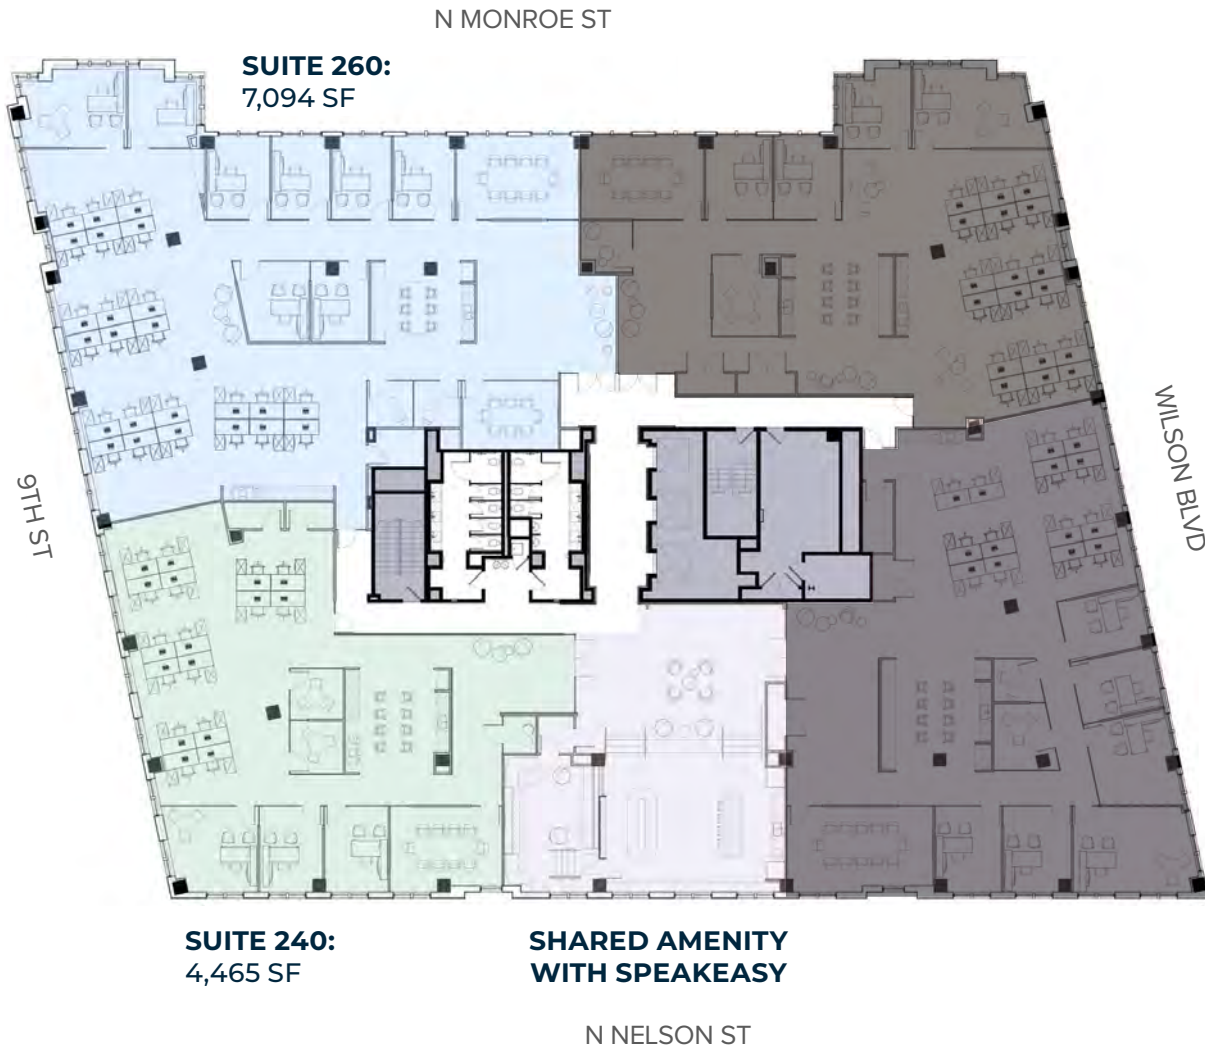 N MONROE ST
SUITE 260:
7,094 SF
9TH ST
WILSON BLVD
SUITE 240:
4,465 SF
SHARED AMENITY
WITH SPEAKEASY
N NELSON ST